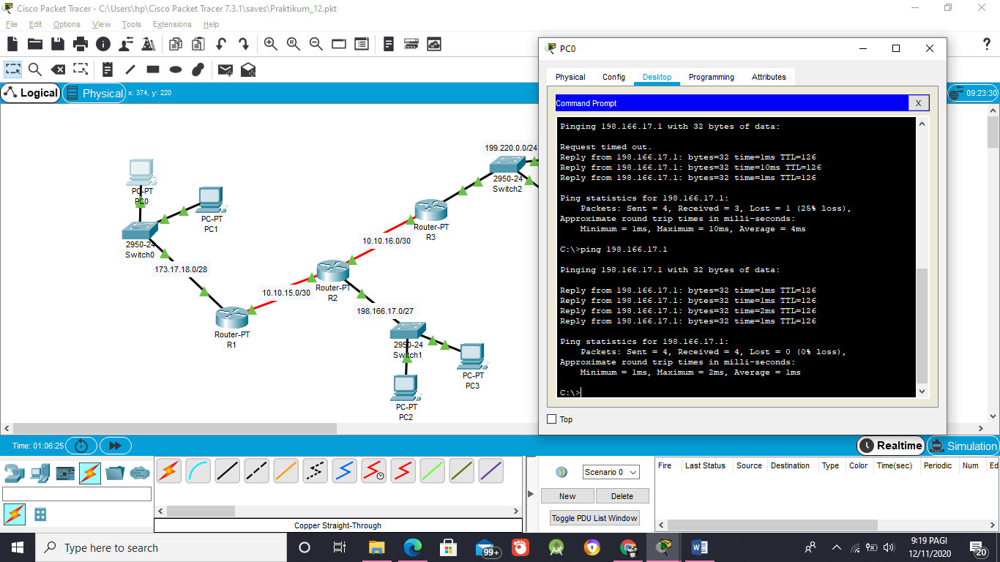 Cisco Packet Tracer - C:\Users\hp\Cisco Packet Tracer 7.3.1\saves\Praktikum_12.pkt
File Edit Options View Tools Extensions Help
Logical Physical x: 374, y: 220
09:23:30
199.220.0.0/24
2950-24
Switch2
PC-PT
PC0
PC-PT
PC1
Router-PT
R3
2950-24
Switch0
10.10.16.0/30
173.17.18.0/28
Router-PT
R2
10.10.15.0/30
198.166.17.0/27
Router-PT
R1
2950-24
Switch1
PC-PT
PC3
PC-PT
PC2
PC0
Physical Config Desktop Programming Attributes
Command Prompt X
Pinging 198.166.17.1 with 32 bytes of data:
Request timed out.
Reply from 198.166.17.1: bytes=32 time=1ms TTL=126
Reply from 198.166.17.1: bytes=32 time=10ms TTL=126
Reply from 198.166.17.1: bytes=32 time=1ms TTL=126
Ping statistics for 198.166.17.1:
Packets: Sent = 4, Received = 3, Lost = 1 (25% loss),
Approximate round trip times in milli-seconds:
Minimum = 1ms, Maximum = 10ms, Average = 4ms
C:\>ping 198.166.17.1
Pinging 198.166.17.1 with 32 bytes of data:
Reply from 198.166.17.1: bytes=32 time=1ms TTL=126
Reply from 198.166.17.1: bytes=32 time=1ms TTL=126
Reply from 198.166.17.1: bytes=32 time=2ms TTL=126
Reply from 198.166.17.1: bytes=32 time=1ms TTL=126
Ping statistics for 198.166.17.1:
Packets: Sent = 4, Received = 4, Lost = 0 (0% loss),
Approximate round trip times in milli-seconds:
Minimum = 1ms, Maximum = 2ms, Average = 1ms
C:\>
Top
Time: 01:06:25
Realtime Simulation
Scenario 0
New Delete
Toggle PDU List Window
Fire Last Status Source Destination Type Color Time(sec) Periodic Num Ed
Copper Straight-Through
Type here to search
99+
9:19 PAGI
12/11/2020
20